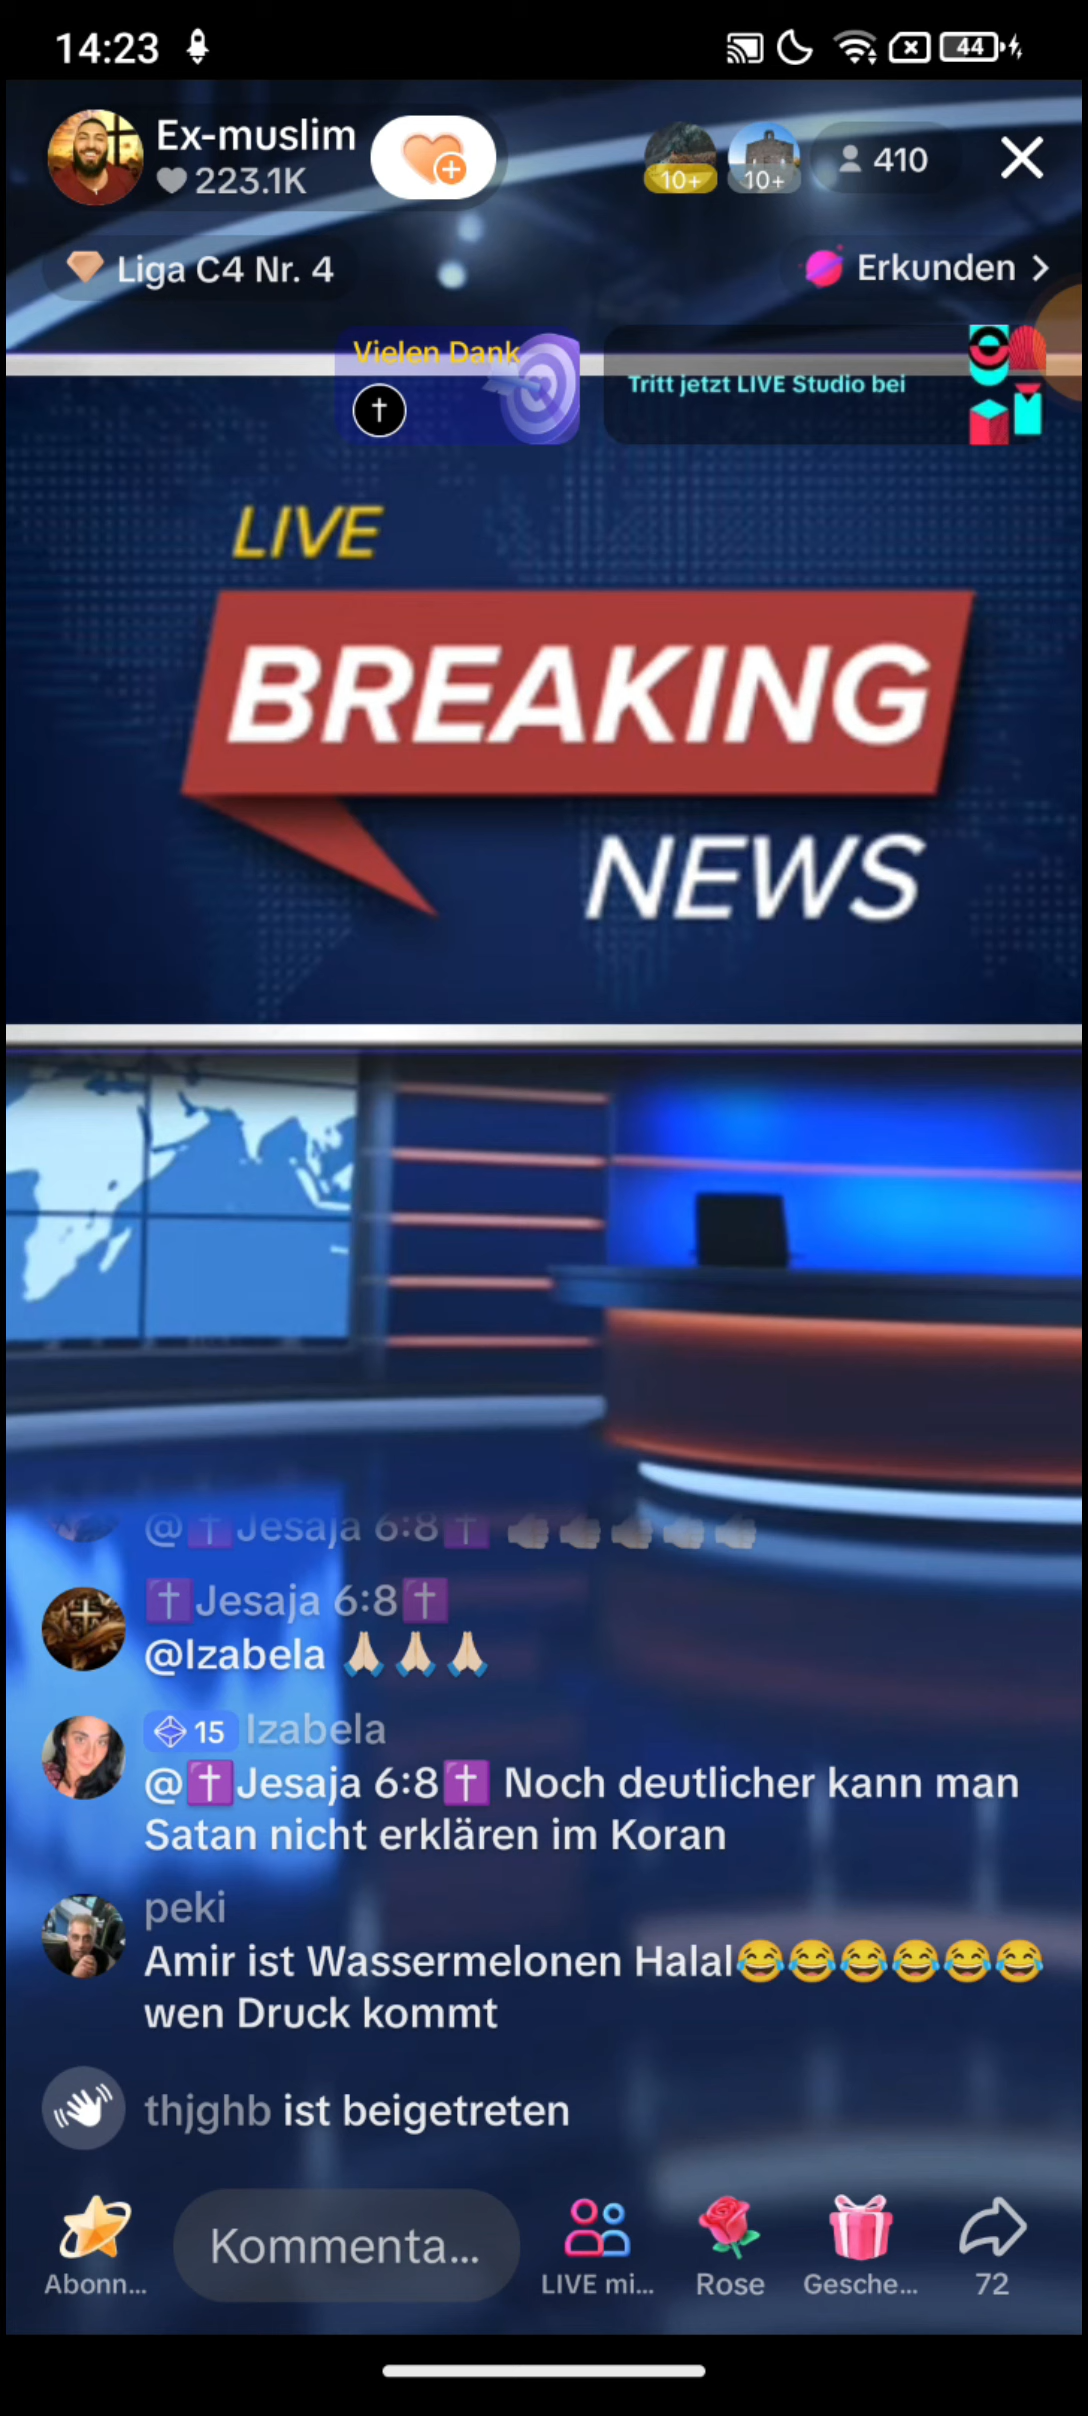 14:23
44
Ex-muslim
223.1K
10+
10+
410
Liga C4 Nr. 4
Erkunden >
Vielen Dank
Tritt jetzt LIVE Studio bei
LIVE
BREAKING
NEWS
@✝️Jesaja 6:8✝️ 👍🏻👍🏻👍🏻👍🏻👍🏻
✝️Jesaja 6:8✝️
@Izabela 🙏🏻🙏🏻🙏🏻
15 Izabela
@✝️Jesaja 6:8✝️ Noch deutlicher kann man
Satan nicht erklären im Koran
peki
Amir ist Wassermelonen Halal😂😂😂😂😂😂
wen Druck kommt
thjghb ist beigetreten
Kommenta...
Abonn...
LIVE mi...
Rose
Gesche...
72